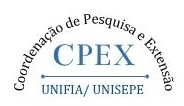 Coordenação de Pesquisa e Extensão
CPEX
UNIFIA/ UNISEPE